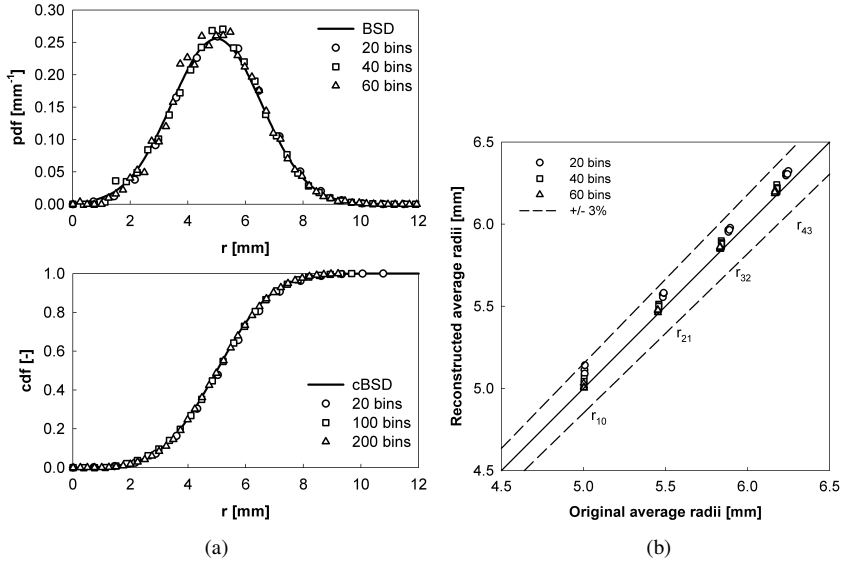 0.30
0.25
0.20
0.15
0.10
0.05
0.00
pdf [mm⁻¹]
BSD
20 bins
40 bins
60 bins
0 2 4 6 8 10 12
r [mm]
1.0
0.8
0.6
0.4
0.2
0.0
cdf [-]
cBSD
20 bins
100 bins
200 bins
0 2 4 6 8 10 12
r [mm]
(a)
6.5
6.0
5.5
5.0
4.5
Reconstructed average radii [mm]
20 bins
40 bins
60 bins
+/- 3%
r43
r32
r21
r10
4.5 5.0 5.5 6.0 6.5
Original average radii [mm]
(b)